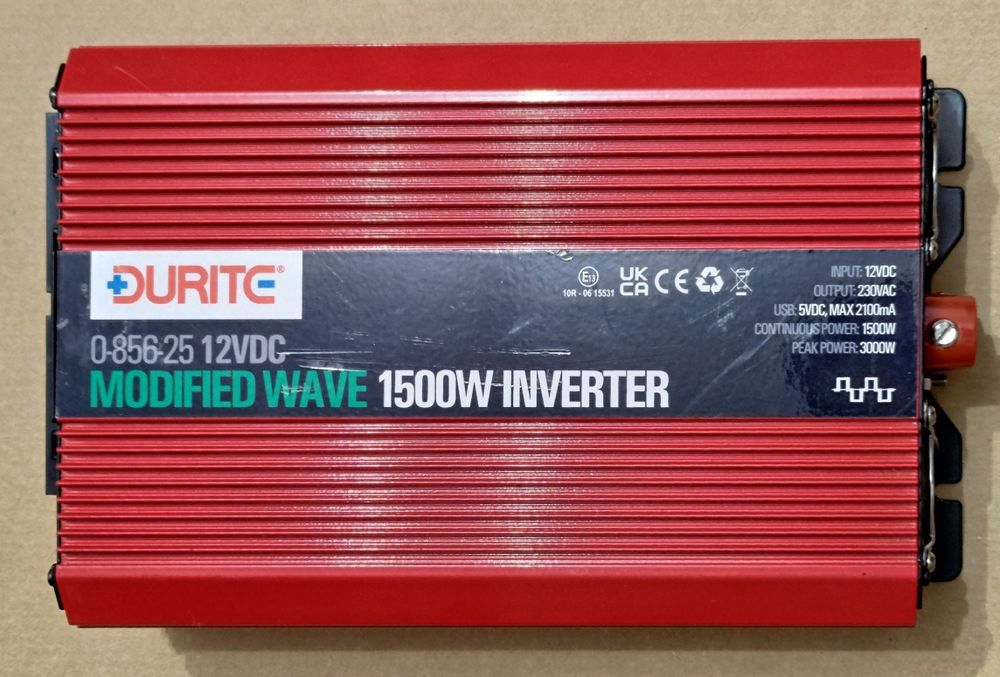 DURITE®
0-856-25 12VDC
MODIFIED WAVE 1500W INVERTER
E13
10R - 06 15531
UK
CA
CE
INPUT: 12VDC
OUTPUT: 230VAC
USB: 5VDC, MAX 2100mA
CONTINUOUS POWER: 1500W
PEAK POWER: 3000W